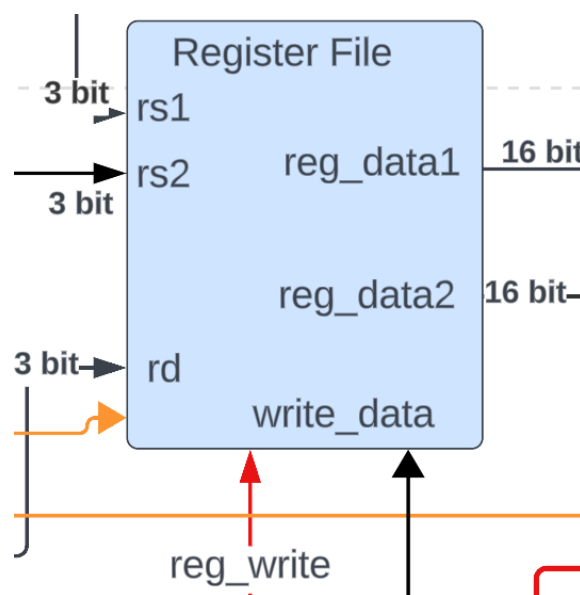 Register File
3 bit
rs1
reg_data1
16 bit
rs2
3 bit
reg_data2
16 bit
3 bit
rd
write_data
reg_write